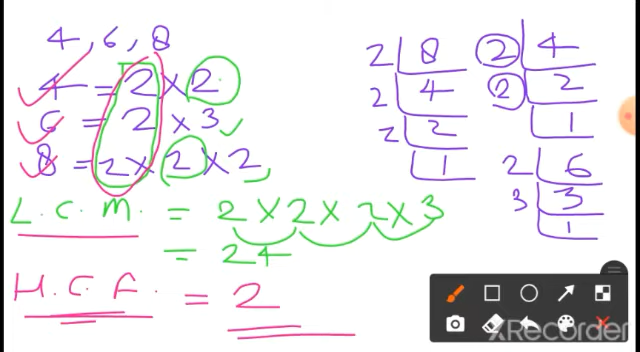 4, 6, 8
4 = 2 × 2
6 = 2 × 3
8 = 2 × 2 × 2,
L.C.M. = 2 × 2 × 2 × 3
= 24
H.C.F. = 2
2 8
2 4
2 2
1
2 4
2 2
1
2 6
3 3
1
XRecorder